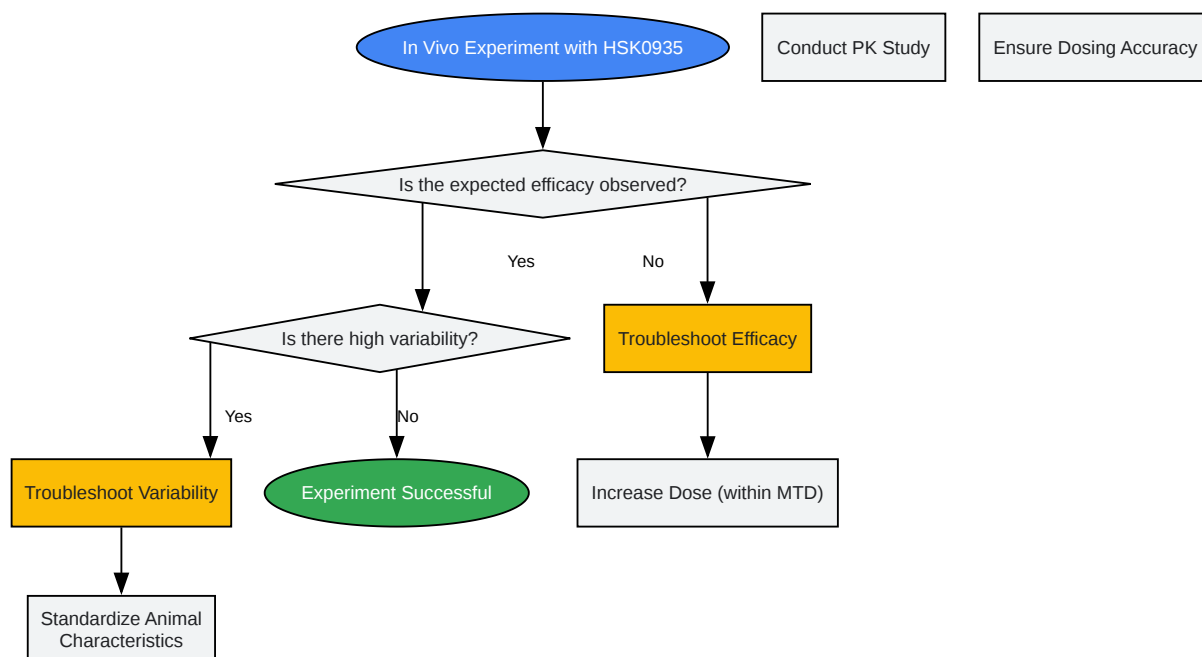 In Vivo Experiment with HSK0935
Conduct PK Study
Ensure Dosing Accuracy
Is the expected efficacy observed?
Yes
No
Is there high variability?
Troubleshoot Efficacy
Yes
No
Troubleshoot Variability
Experiment Successful
Increase Dose (within MTD)
Standardize Animal
Characteristics